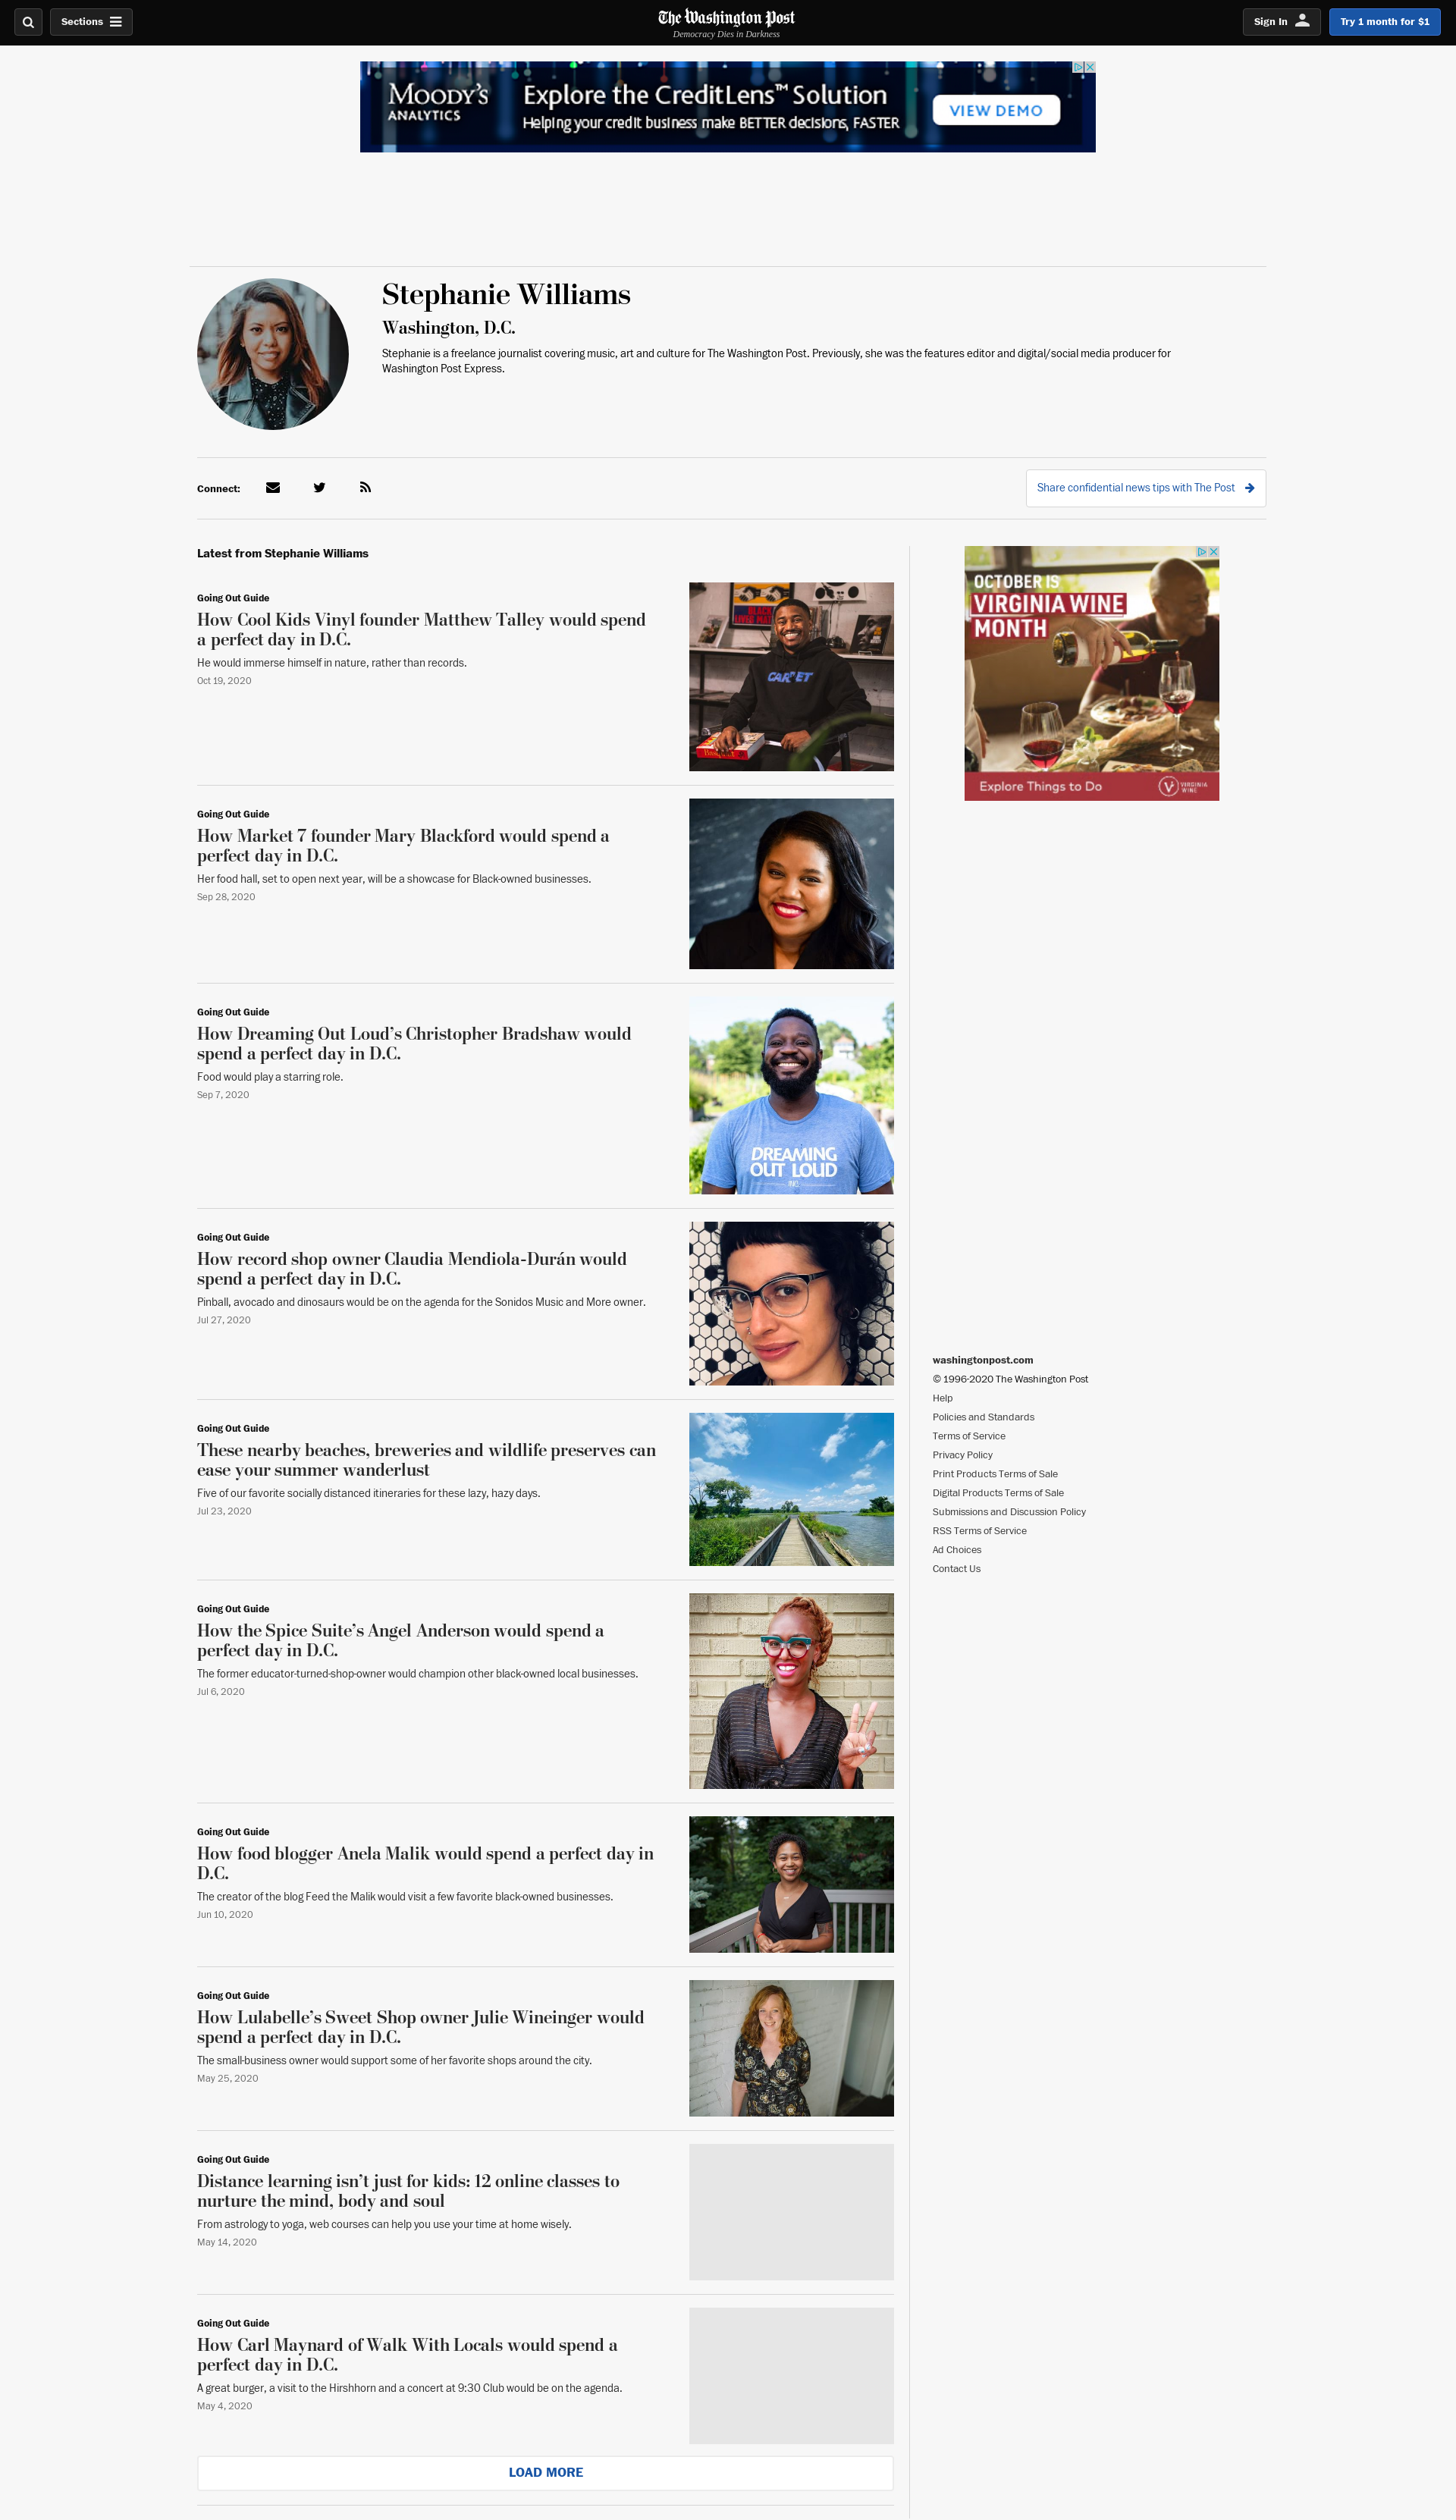 Sections
The Washington Post
Democracy Dies in Darkness
Sign In
Try 1 month for $1
MOODY'S
ANALYTICS
Explore the CreditLens™ Solution
Helping your credit business make BETTER decisions, FASTER
VIEW DEMO
Stephanie Williams
Washington, D.C.
Stephanie is a freelance journalist covering music, art and culture for The Washington Post. Previously, she was the features editor and digital/social media producer for
Washington Post Express.
Connect:
Share confidential news tips with The Post
Latest from Stephanie Williams
Going Out Guide
How Cool Kids Vinyl founder Matthew Talley would spend
a perfect day in D.C.
He would immerse himself in nature, rather than records.
Oct 19, 2020
Going Out Guide
How Market 7 founder Mary Blackford would spend a
perfect day in D.C.
Her food hall, set to open next year, will be a showcase for Black-owned businesses.
Sep 28, 2020
Going Out Guide
How Dreaming Out Loud’s Christopher Bradshaw would
spend a perfect day in D.C.
Food would play a starring role.
Sep 7, 2020
DREAMING
OUT LOUD
Going Out Guide
How record shop owner Claudia Mendiola-Durán would
spend a perfect day in D.C.
Pinball, avocado and dinosaurs would be on the agenda for the Sonidos Music and More owner.
Jul 27, 2020
Going Out Guide
These nearby beaches, breweries and wildlife preserves can
ease your summer wanderlust
Five of our favorite socially distanced itineraries for these lazy, hazy days.
Jul 23, 2020
Going Out Guide
How the Spice Suite’s Angel Anderson would spend a
perfect day in D.C.
The former educator-turned-shop-owner would champion other black-owned local businesses.
Jul 6, 2020
Going Out Guide
How food blogger Anela Malik would spend a perfect day in
D.C.
The creator of the blog Feed the Malik would visit a few favorite black-owned businesses.
Jun 10, 2020
Going Out Guide
How Lulabelle’s Sweet Shop owner Julie Wineinger would
spend a perfect day in D.C.
The small-business owner would support some of her favorite shops around the city.
May 25, 2020
Going Out Guide
Distance learning isn’t just for kids: 12 online classes to
nurture the mind, body and soul
From astrology to yoga, web courses can help you use your time at home wisely.
May 14, 2020
Going Out Guide
How Carl Maynard of Walk With Locals would spend a
perfect day in D.C.
A great burger, a visit to the Hirshhorn and a concert at 9:30 Club would be on the agenda.
May 4, 2020
LOAD MORE
OCTOBER IS
VIRGINIA WINE
MONTH
Explore Things to Do
VIRGINIA
WINE
washingtonpost.com
© 1996-2020 The Washington Post
Help
Policies and Standards
Terms of Service
Privacy Policy
Print Products Terms of Sale
Digital Products Terms of Sale
Submissions and Discussion Policy
RSS Terms of Service
Ad Choices
Contact Us